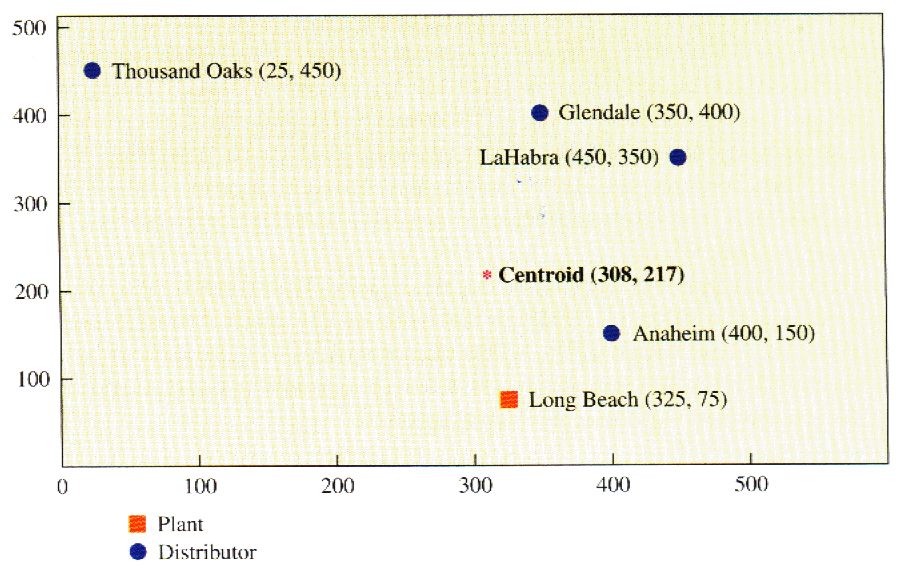 500
Thousand Oaks (25, 450)
400
Glendale (350, 400)
LaHabra (450, 350)
300
Centroid (308, 217)
200
Anaheim (400, 150)
100
Long Beach (325, 75)
0 100 200 300 400 500
Plant
Distributor